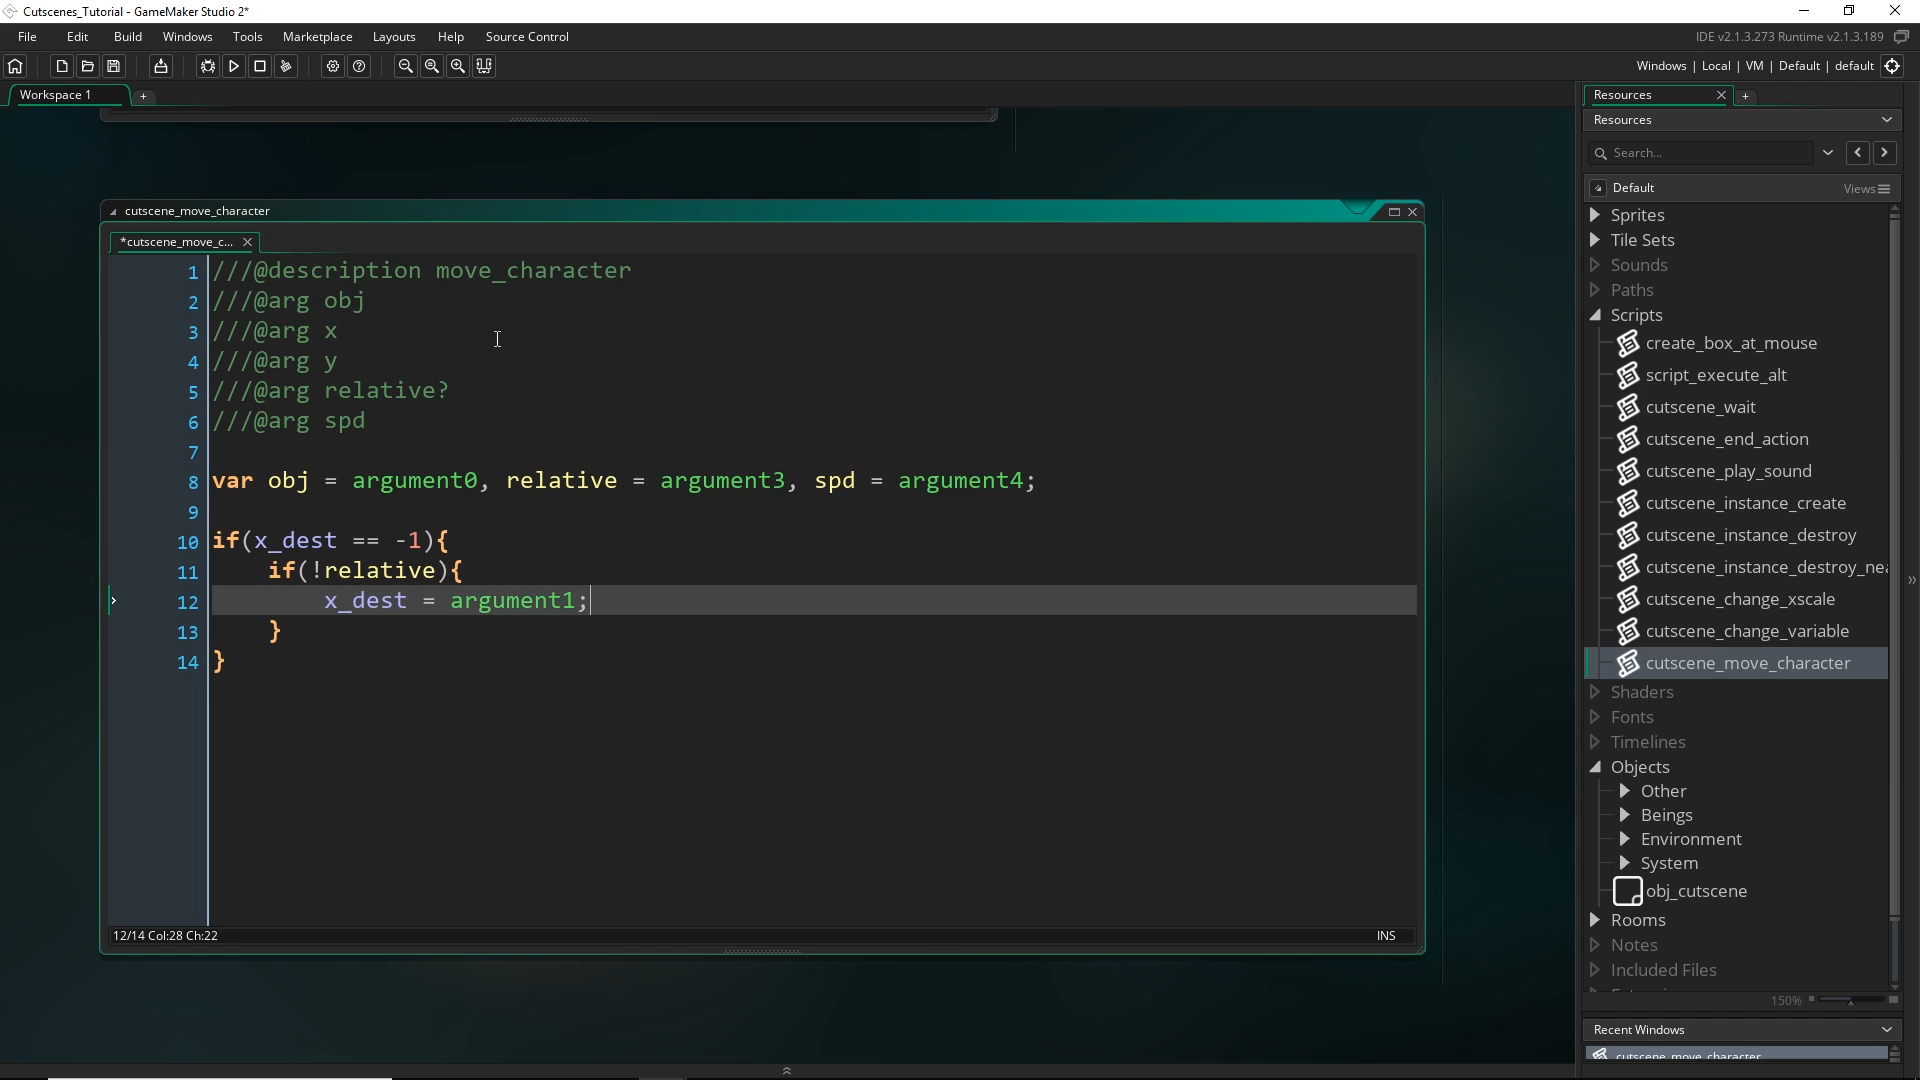 Cutscenes_Tutorial - GameMaker Studio 2*
File Edit Build Windows Tools Marketplace Layouts Help Source Control
IDE v2.1.3.273 Runtime v2.1.3.189
Windows | Local | VM | Default | default
Workspace 1
+
cutscene_move_character
*cutscene_move_c...
1 ///@description move_character
2 ///@arg obj
3 ///@arg x
4 ///@arg y
5 ///@arg relative?
6 ///@arg spd
7
8 var obj = argument0, relative = argument3, spd = argument4;
9
10 if(x_dest == -1){
11 if(!relative){
12 x_dest = argument1;
13 }
14 }
12/14 Col:28 Ch:22
INS
Resources
+
Resources
Search...
Default
Views
Sprites
Tile Sets
Sounds
Paths
Scripts
create_box_at_mouse
script_execute_alt
cutscene_wait
cutscene_end_action
cutscene_play_sound
cutscene_instance_create
cutscene_instance_destroy
cutscene_instance_destroy_nea
cutscene_change_xscale
cutscene_change_variable
cutscene_move_character
Shaders
Fonts
Timelines
Objects
Other
Beings
Environment
System
obj_cutscene
Rooms
Notes
Included Files
150%
Recent Windows
cutscene_move_character